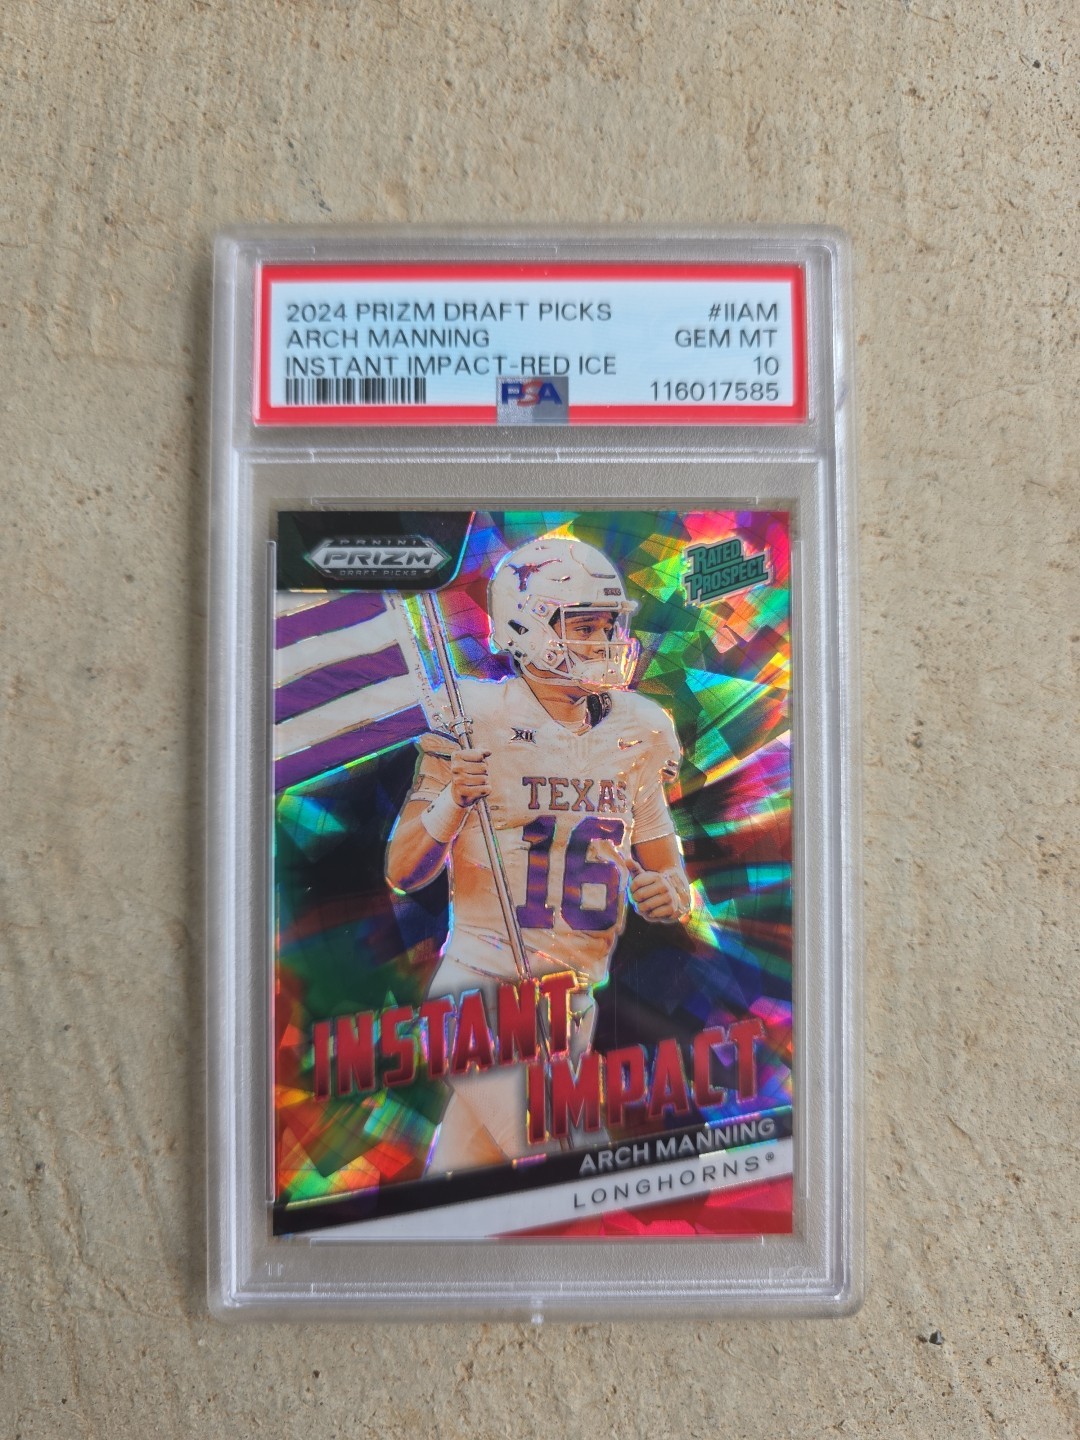 2024 PRIZM DRAFT PICKS #IIAM
ARCH MANNING GEM MT
INSTANT IMPACT-RED ICE 10
PSA 116017585
PANINI
PRIZM
DRAFT PICKS
RATED
PROSPECT
XII
TEXAS
16
INSTANT
IMPACT
ARCH MANNING
LONGHORNS®